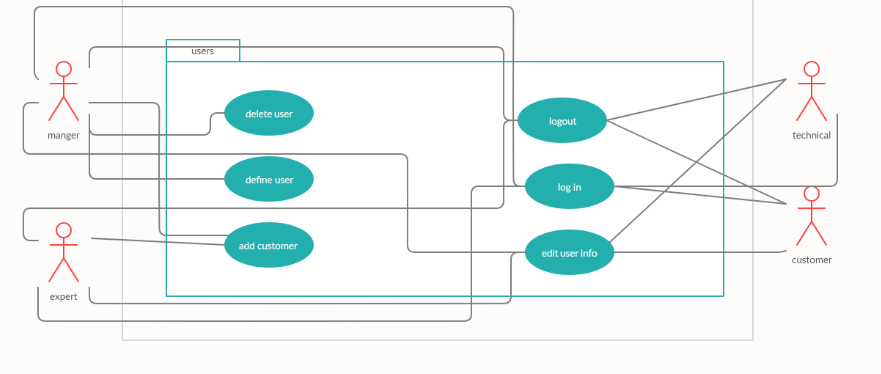 users
delete user
logout
manger
technical
define user
log in
add customer
edit user info
customer
expert